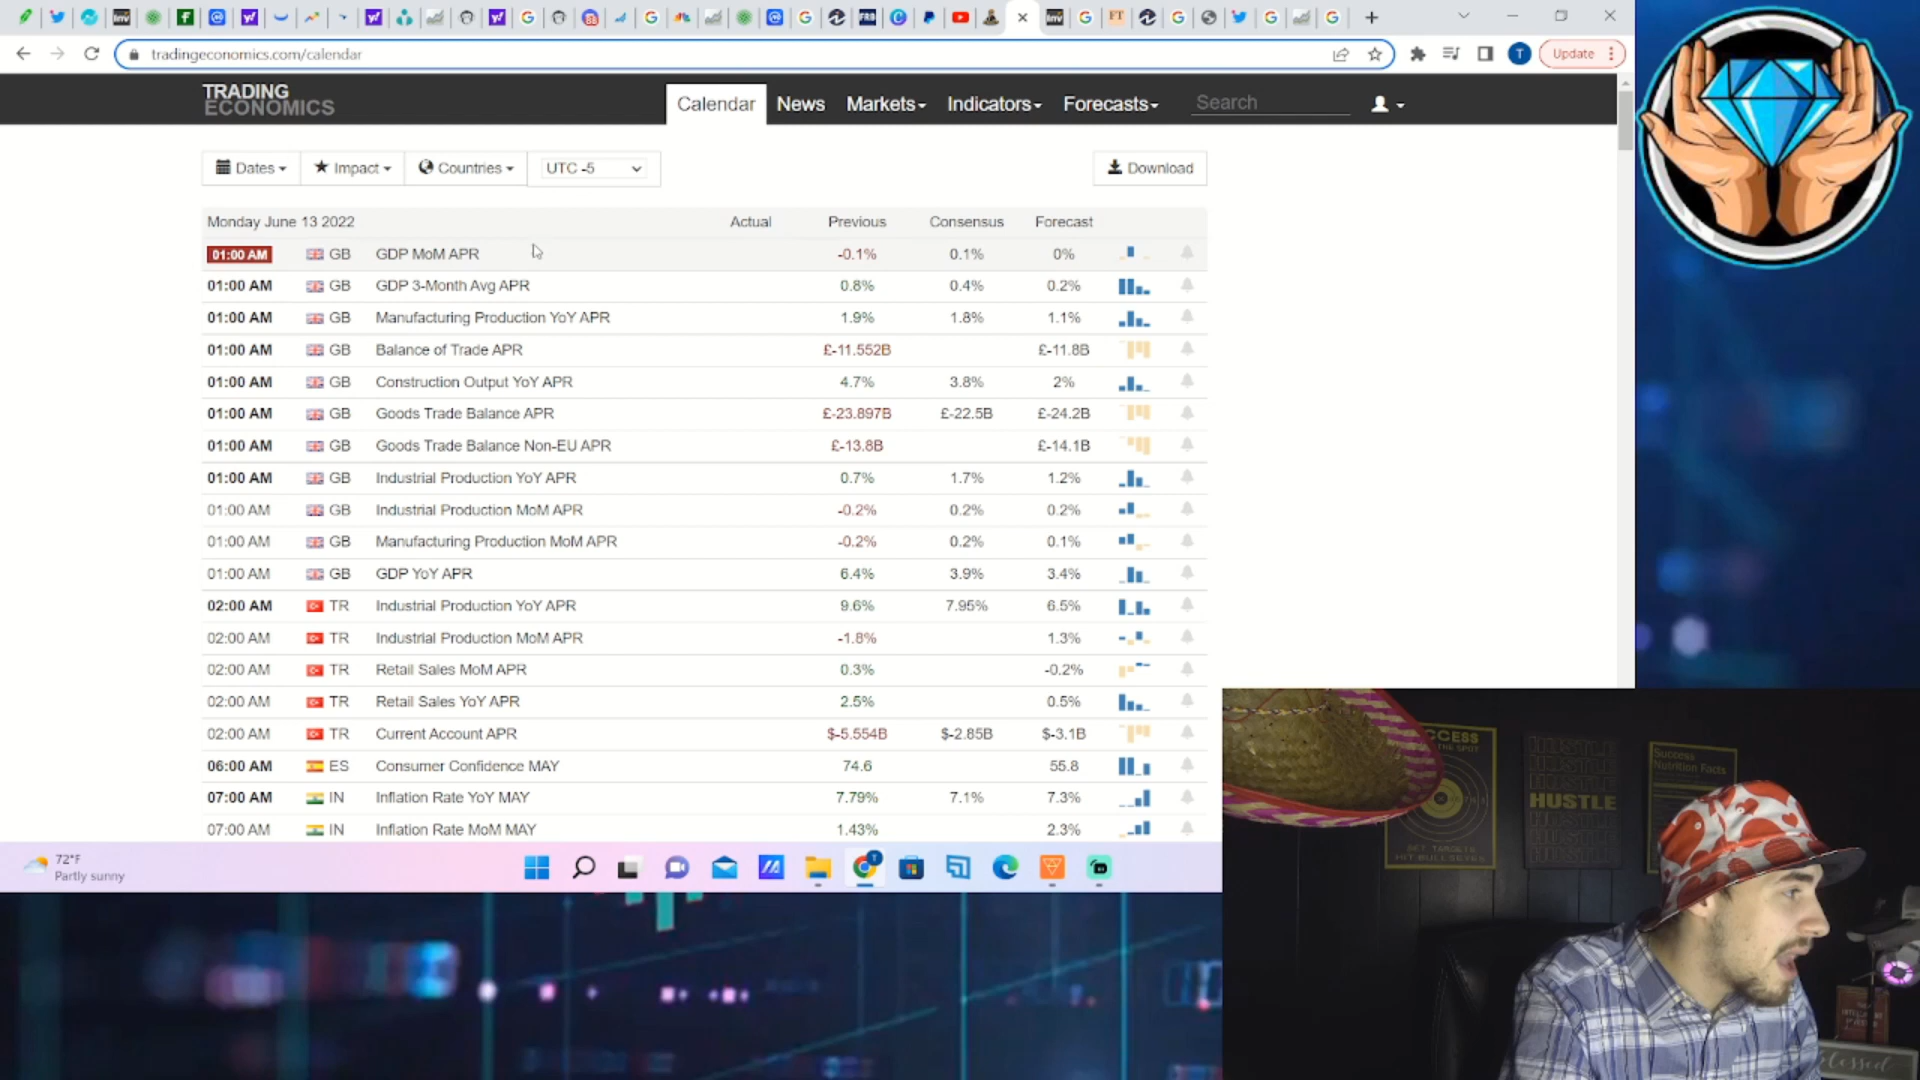 tradingeconomics.com/calendar
T
Update
TRADING
ECONOMICS
Calendar News Markets Indicators Forecasts Search
Dates Impact Countries UTC -5 Download
Monday June 13 2022 Actual Previous Consensus Forecast
01:00 AM GB GDP MoM APR -0.1% 0.1% 0%
01:00 AM GB GDP 3-Month Avg APR 0.8% 0.4% 0.2%
01:00 AM GB Manufacturing Production YoY APR 1.9% 1.8% 1.1%
01:00 AM GB Balance of Trade APR £-11.552B £-11.8B
01:00 AM GB Construction Output YoY APR 4.7% 3.8% 2%
01:00 AM GB Goods Trade Balance APR £-23.897B £-22.5B £-24.2B
01:00 AM GB Goods Trade Balance Non-EU APR £-13.8B £-14.1B
01:00 AM GB Industrial Production YoY APR 0.7% 1.7% 1.2%
01:00 AM GB Industrial Production MoM APR -0.2% 0.2% 0.2%
01:00 AM GB Manufacturing Production MoM APR -0.2% 0.2% 0.1%
01:00 AM GB GDP YoY APR 6.4% 3.9% 3.4%
02:00 AM TR Industrial Production YoY APR 9.6% 7.95% 6.5%
02:00 AM TR Industrial Production MoM APR -1.8% 1.3%
02:00 AM TR Retail Sales MoM APR 0.3% -0.2%
02:00 AM TR Retail Sales YoY APR 2.5% 0.5%
02:00 AM TR Current Account APR $-5.554B $-2.85B $-3.1B
06:00 AM ES Consumer Confidence MAY 74.6 55.8
07:00 AM IN Inflation Rate YoY MAY 7.79% 7.1% 7.3%
07:00 AM IN Inflation Rate MoM MAY 1.43% 2.3%
72°F
Partly sunny
CCESS
THE SPOT
SET TARGETS
HIT BULLSEYES
HUSTLE
Success
Nutrition Facts
blessed